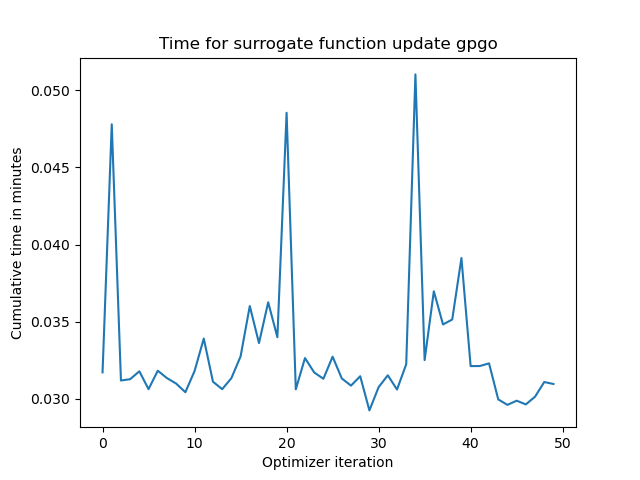 Time for surrogate function update gpgo
Cumulative time in minutes
0.050
0.045
0.040
0.035
0.030
0 10 20 30 40 50
Optimizer iteration